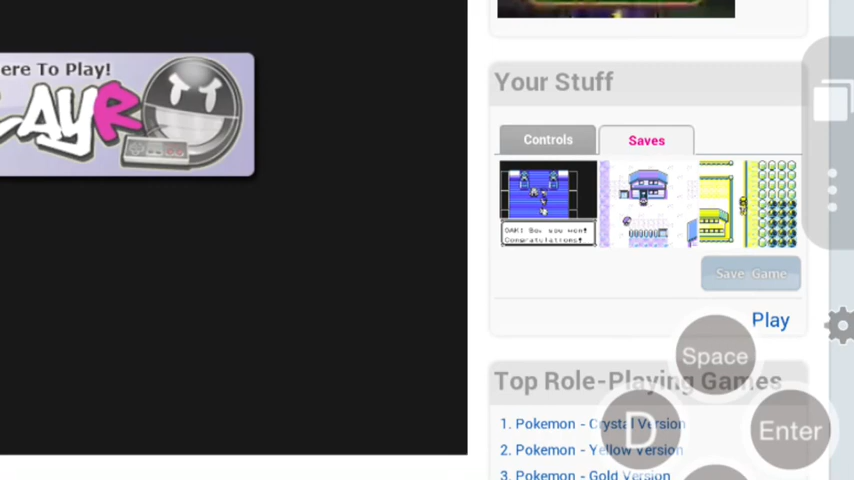 ere To Play!
LAYR
Your Stuff
Controls
Saves
OAK: Boy, you won!
Congratulations!
Save Game
Play
Space
Top Role-Playing Games
D
Enter
1. Pokemon - Crystal Version
2. Pokemon - Yellow Version
3. Pokemon - Gold Version